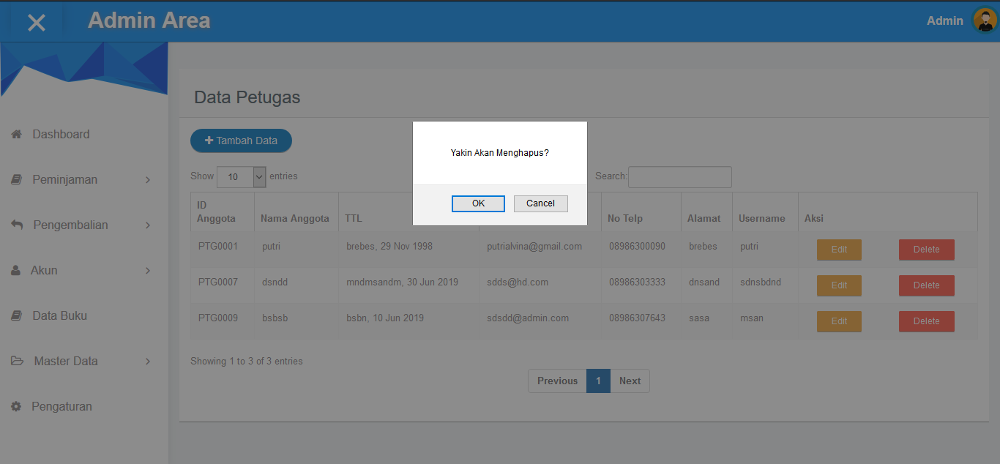 Admin Area
Admin
Dashboard
Peminjaman
Pengembalian
Akun
Data Buku
Master Data
Pengaturan
Data Petugas
Tambah Data
Show 10 entries
Search:
Yakin Akan Menghapus?
OK Cancel
ID Anggota Nama Anggota TTL No Telp Alamat Username Aksi
PTG0001 putri brebes, 29 Nov 1998 putrialvina@gmail.com 08986300090 brebes putri Edit Delete
PTG0007 dsndd mndmsandm, 30 Jun 2019 sdds@hd.com 08986303333 dnsand sdnsbdnd Edit Delete
PTG0009 bsbsb bsbn, 10 Jun 2019 sdsdd@admin.com 08986307643 sasa msan Edit Delete
Showing 1 to 3 of 3 entries
Previous 1 Next